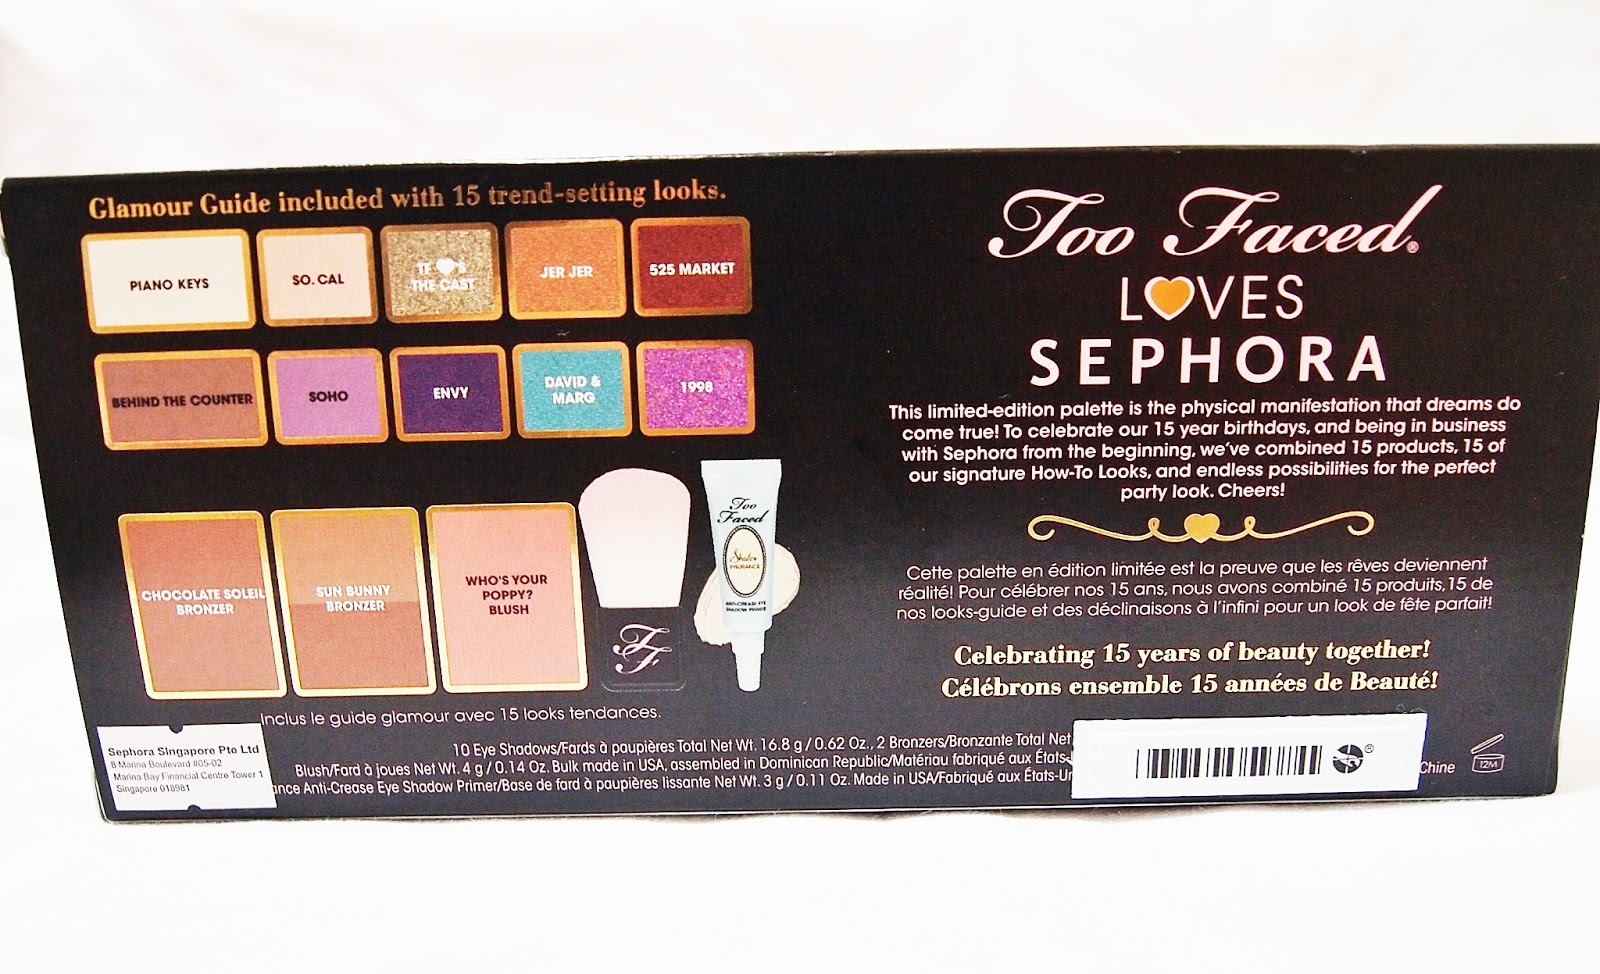 Glamour Guide included with 15 trend-setting looks.
PIANO KEYS
SO. CAL
TF ♥S
THE CAST
JER JER
525 MARKET
BEHIND THE COUNTER
SOHO
ENVY
DAVID &
MARG
1998
CHOCOLATE SOLEIL
BRONZER
SUN BUNNY
BRONZER
WHO'S YOUR
POPPY?
BLUSH
TF
Too
Faced
Shadow
INSURANCE
ANTI-CREASE EYE
SHADOW PRIMER
Inclus le guide glamour avec 15 looks tendances.
Sephora Singapore Pte Ltd
8 Marina Boulevard #05-02
Marina Bay Financial Centre Tower 1
Singapore 018981
10 Eye Shadows/Fards à paupières Total Net Wt. 16.8 g / 0.62 Oz., 2 Bronzers/Bronzante Total Net
Blush/Fard à joues Net Wt. 4 g / 0.14 Oz. Bulk made in USA, assembled in Dominican Republic/Matériau fabriqué aux États-
Anti-Crease Eye Shadow Primer/Base de fard à paupières lissante Net Wt. 3 g / 0.11 Oz. Made in USA/Fabriqué aux États-
Too Faced®
LOVES
SEPHORA
This limited-edition palette is the physical manifestation that dreams do
come true! To celebrate our 15 year birthdays, and being in business
with Sephora from the beginning, we've combined 15 products, 15 of
our signature How-To Looks, and endless possibilities for the perfect
party look. Cheers!
Cette palette en édition limitée est la preuve que les rêves deviennent
réalité! Pour célébrer nos 15 ans, nous avons combiné 15 produits, 15 de
nos looks-guide et des déclinaisons à l'infini pour un look de fête parfait!
Celebrating 15 years of beauty together!
Célébrons ensemble 15 années de Beauté!
®
Chine
12M